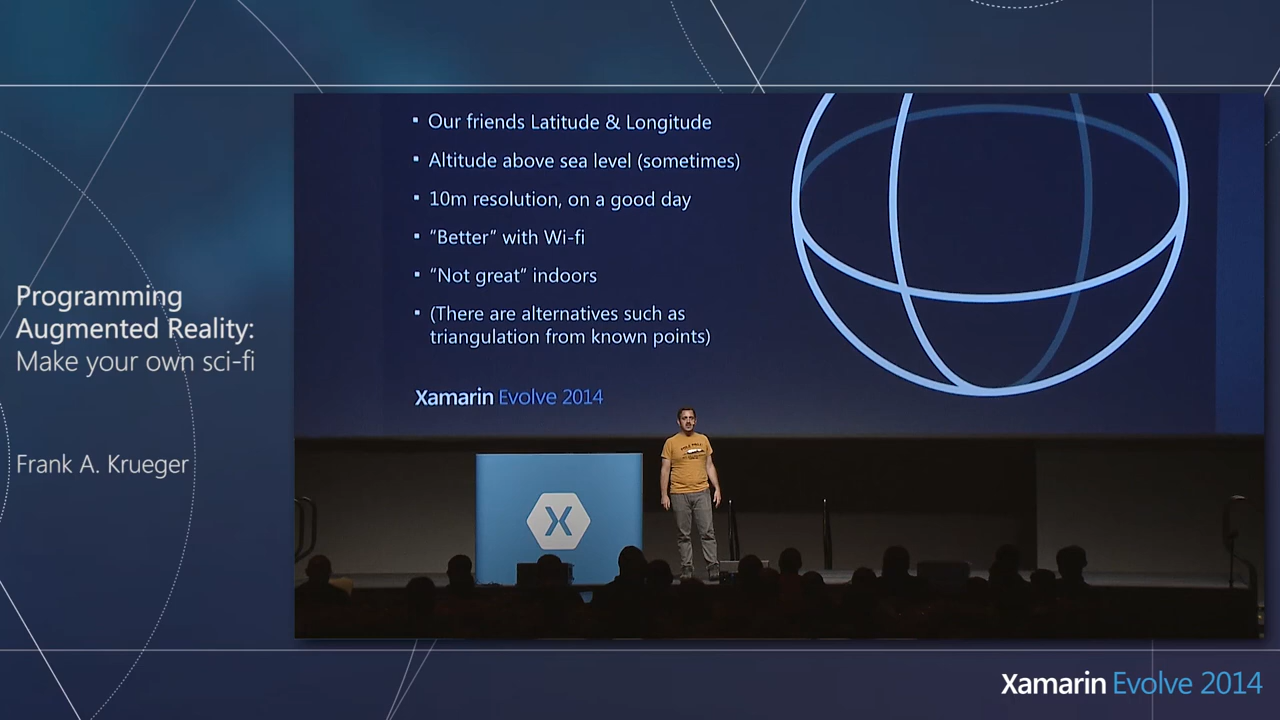 Our friends Latitude & Longitude
Altitude above sea level (sometimes)
10m resolution, on a good day
“Better” with Wi-fi
“Not great” indoors
(There are alternatives such as
triangulation from known points)
Xamarin Evolve 2014
Programming
Augmented Reality:
Make your own sci-fi
Frank A. Krueger
X
Xamarin Evolve 2014